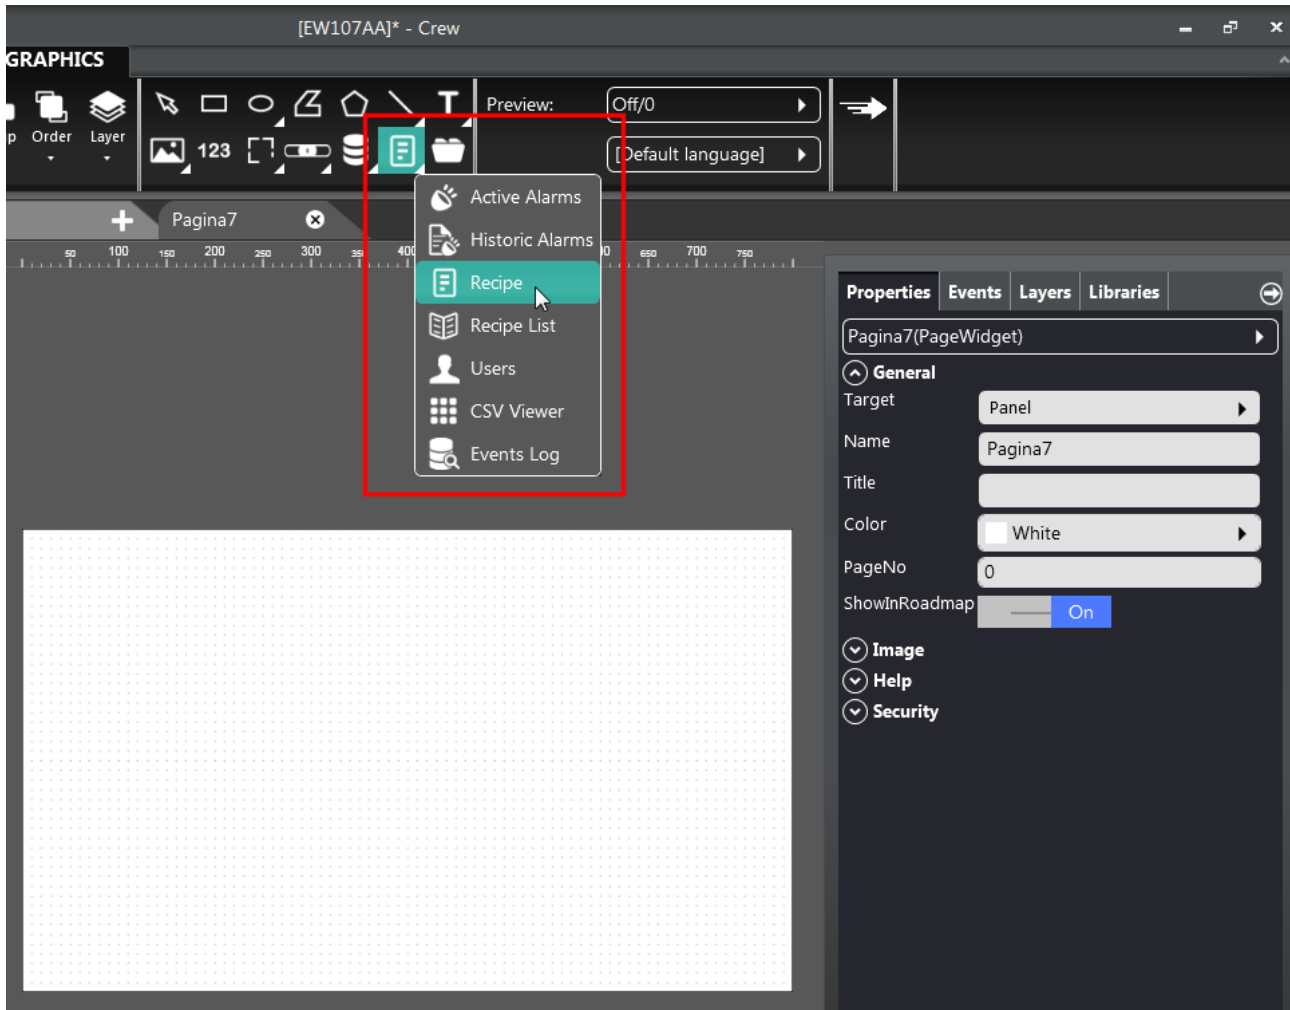 [EW107AA]* - Crew
GRAPHICS
p Order Layer
T
123
Preview: Off/0
[Default language]
Pagina7
50 100 150 200 250 300 350 400 650 700 750
Active Alarms
Historic Alarms
Recipe
Recipe List
Users
CSV Viewer
Events Log
Properties Events Layers Libraries
Pagina7(PageWidget)
General
Target Panel
Name Pagina7
Title
Color White
PageNo 0
ShowInRoadmap On
Image
Help
Security